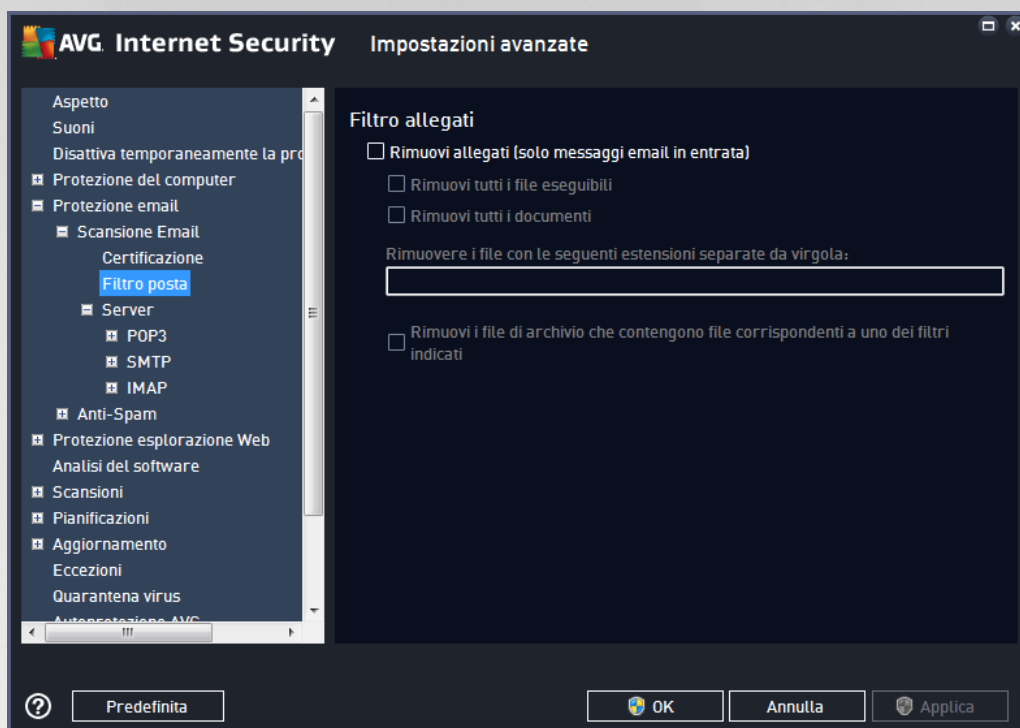 AVG. Internet Security
Impostazioni avanzate
Aspetto
Suoni
Disattiva temporaneamente la pro
Protezione del computer
Protezione email
Scansione Email
Certificazione
Filtro posta
Server
POP3
SMTP
IMAP
Anti-Spam
Protezione esplorazione Web
Analisi del software
Scansioni
Pianificazioni
Aggiornamento
Eccezioni
Quarantena virus
Autoprotezione AVG
Filtro allegati
Rimuovi allegati (solo messaggi email in entrata)
Rimuovi tutti i file eseguibili
Rimuovi tutti i documenti
Rimuovere i file con le seguenti estensioni separate da virgola:
Rimuovi i file di archivio che contengono file corrispondenti a uno dei filtri
indicati
Predefinita
OK
Annulla
Applica